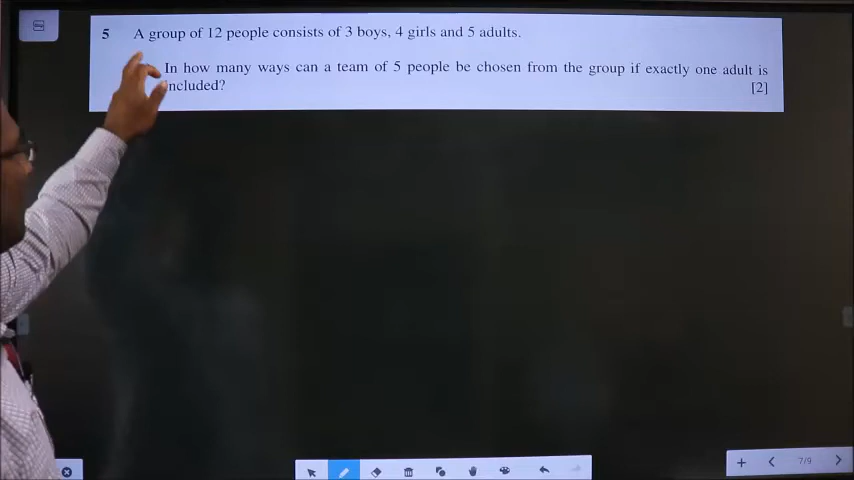 5 A group of 12 people consists of 3 boys, 4 girls and 5 adults.
In how many ways can a team of 5 people be chosen from the group if exactly one adult is
ncluded? [2]
7/9